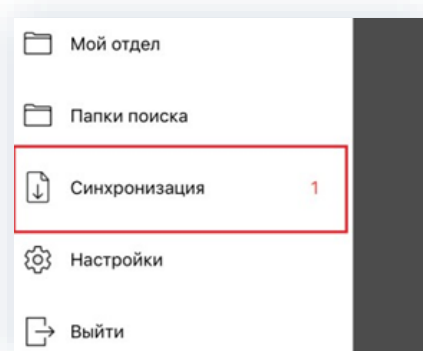 Мой отдел
Папки поиска
Синхронизация 1
Настройки
Выйти